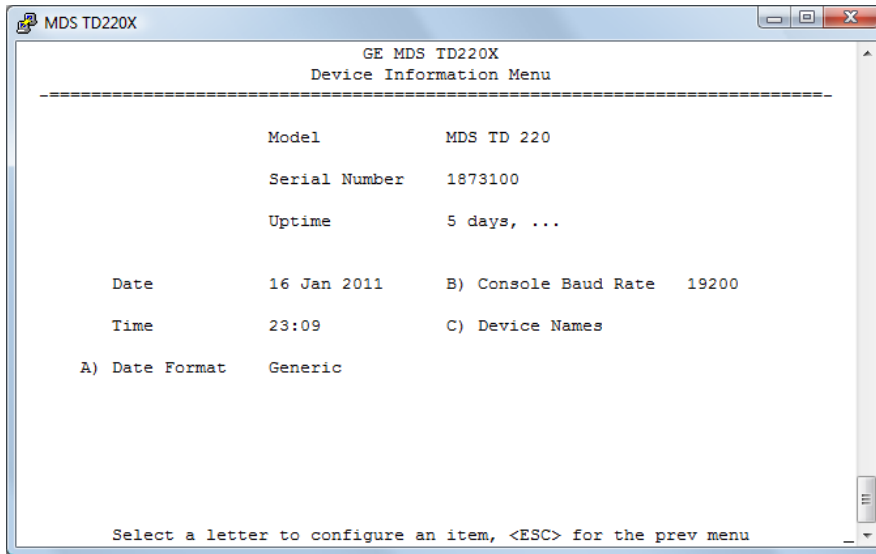 MDS TD220X
GE MDS TD220X
Device Information Menu
-==========================================================================-
Model MDS TD 220
Serial Number 1873100
Uptime 5 days, ...
Date 16 Jan 2011 B) Console Baud Rate 19200
Time 23:09 C) Device Names
A) Date Format Generic
Select a letter to configure an item, <ESC> for the prev menu _